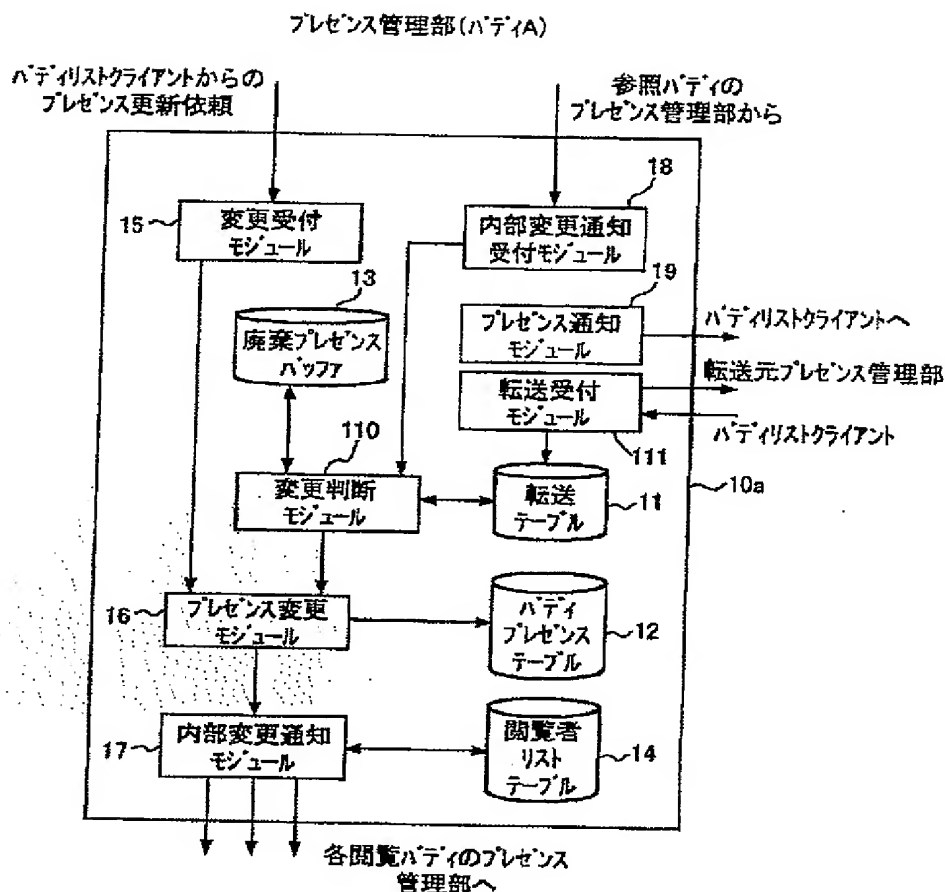 プレゼンス管理部(バディA)
バディリストクライアントからの
プレゼンス更新依頼
参照バディの
プレゼンス管理部から
18
15
変更受付
モジュール
内部変更通知
受付モジュール
13
19
廃棄プレゼンス
バッファ
プレゼンス通知
モジュール
バディリストクライアントへ
転送受付
モジュール
転送元プレゼンス管理部
バディリストクライアント
110
111
変更判断
モジュール
転送
テーブル
11
10a
16
プレゼンス変更
モジュール
バディ
プレゼンス
テーブル
12
17
内部変更通知
モジュール
閲覧者
リスト
テーブル
14
各閲覧バディのプレゼンス
管理部へ